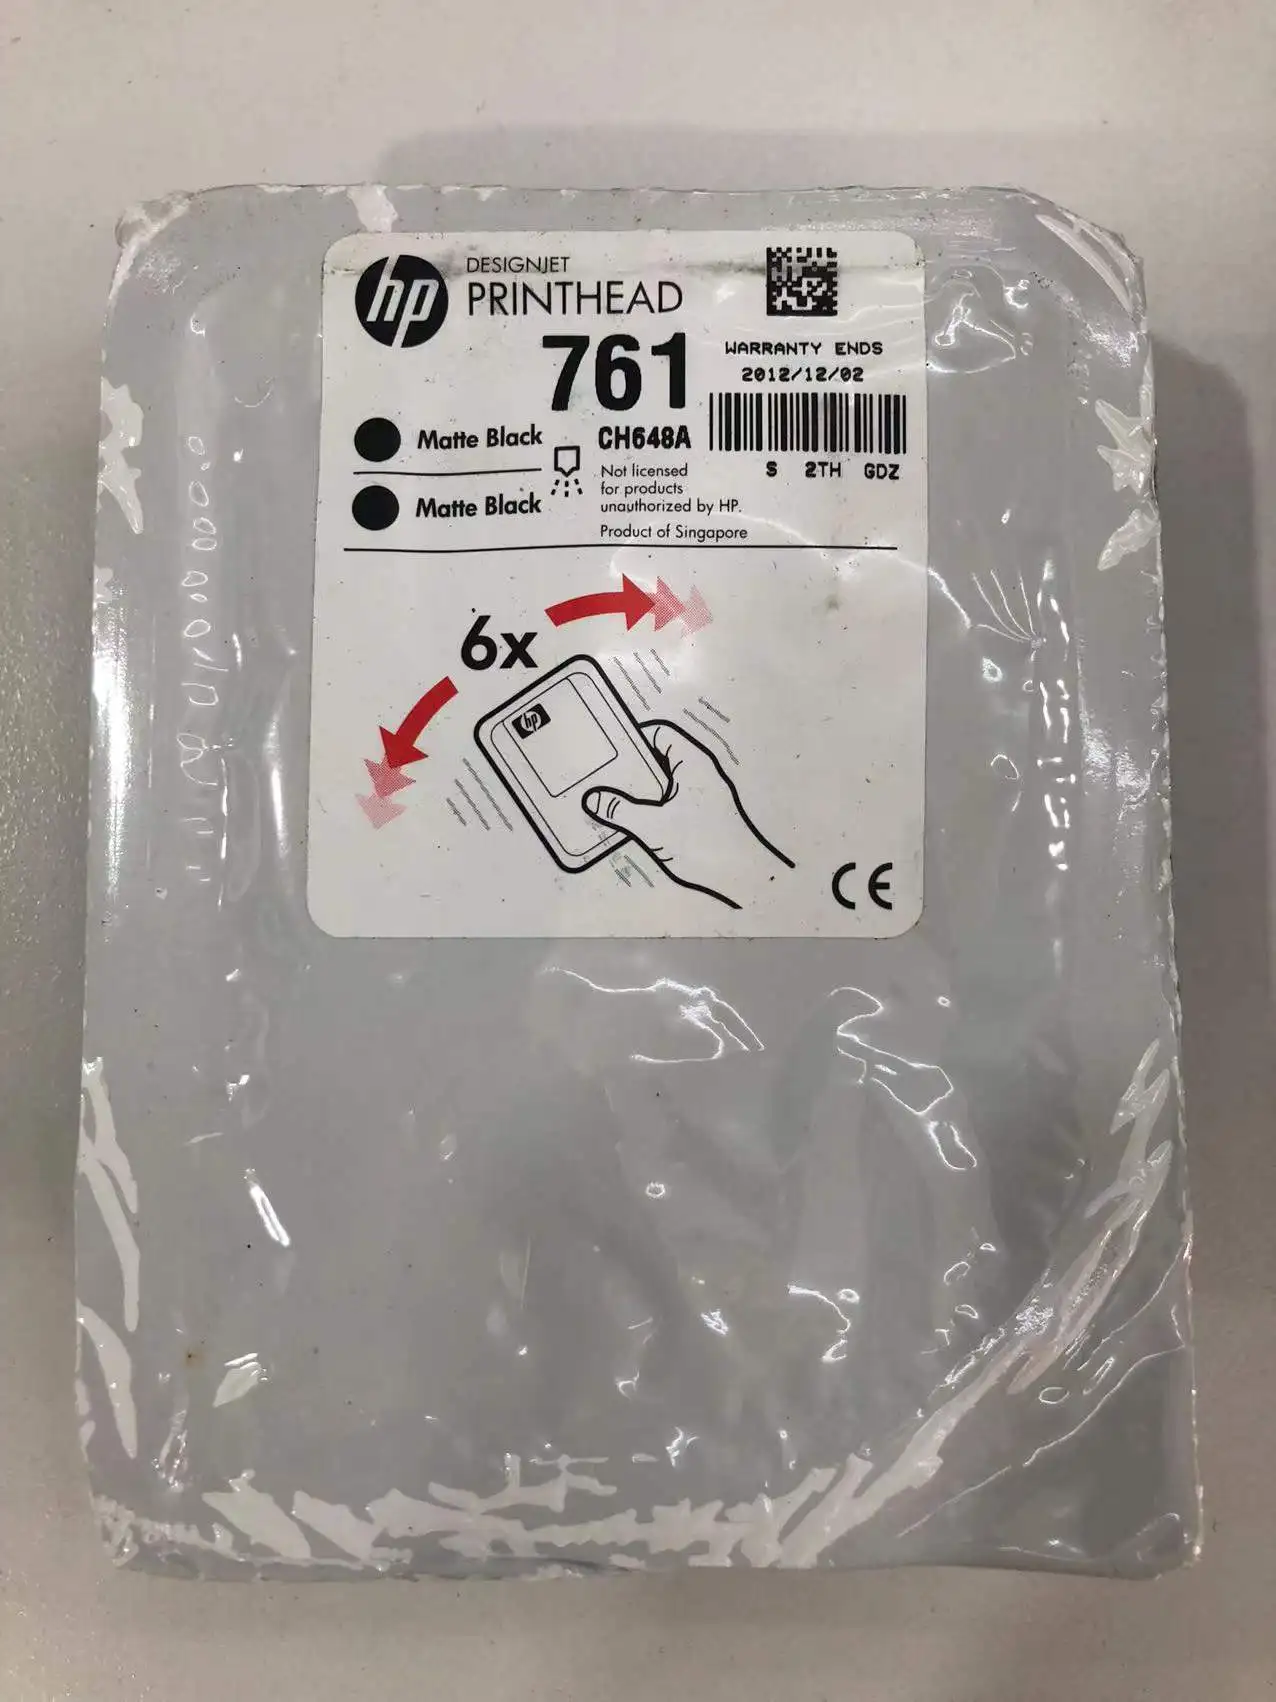 hp
DESIGNJET
PRINTHEAD
761
WARRANTY ENDS
2012/12/02
Matte Black
CH648A
S 2TH GDZ
Matte Black
Not licensed
for products
unauthorized by HP.
Product of Singapore
6x
hp
CE